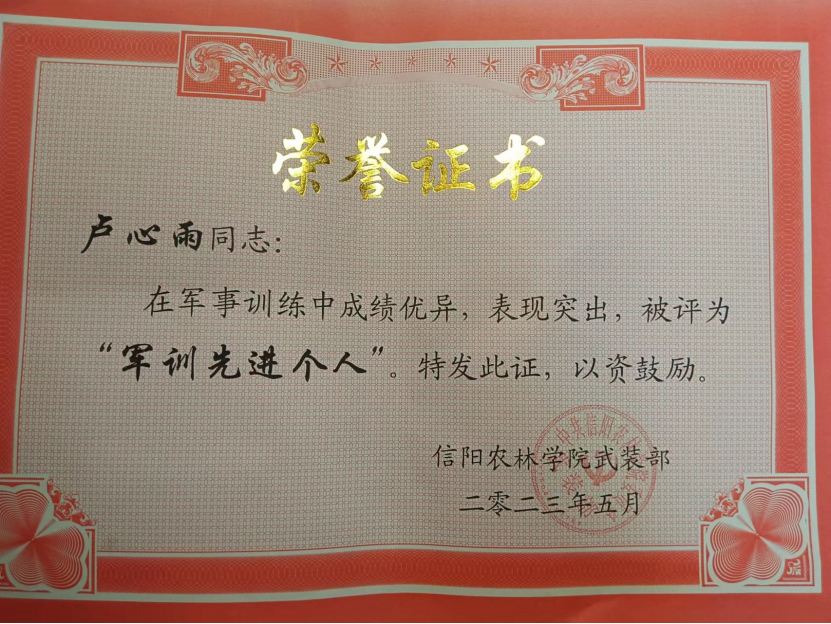 荣誉证书
卢心雨同志：
在军事训练中成绩优异，表现突出，被评为
“军训先进个人”。特发此证，以资鼓励。
信阳农林学院武装部
二零二三年五月